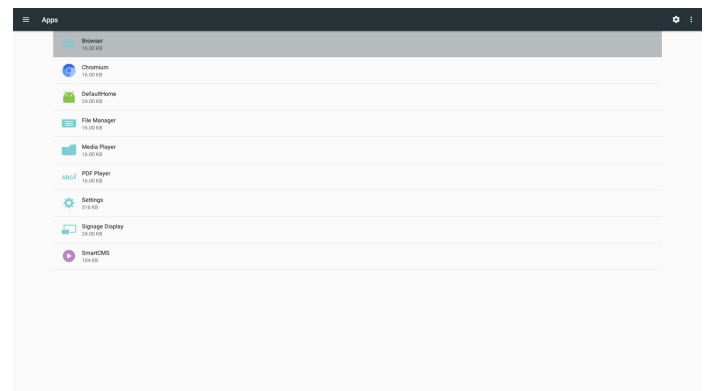 Apps
Browser
16.00 KB
Chromium
16.00 KB
DefaultHome
24.00 KB
File Manager
16.00 KB
Media Player
16.00 KB
ABCf
PDF Player
16.00 KB
Settings
316 KB
Signage Display
24.00 KB
SmartCMS
104 KB